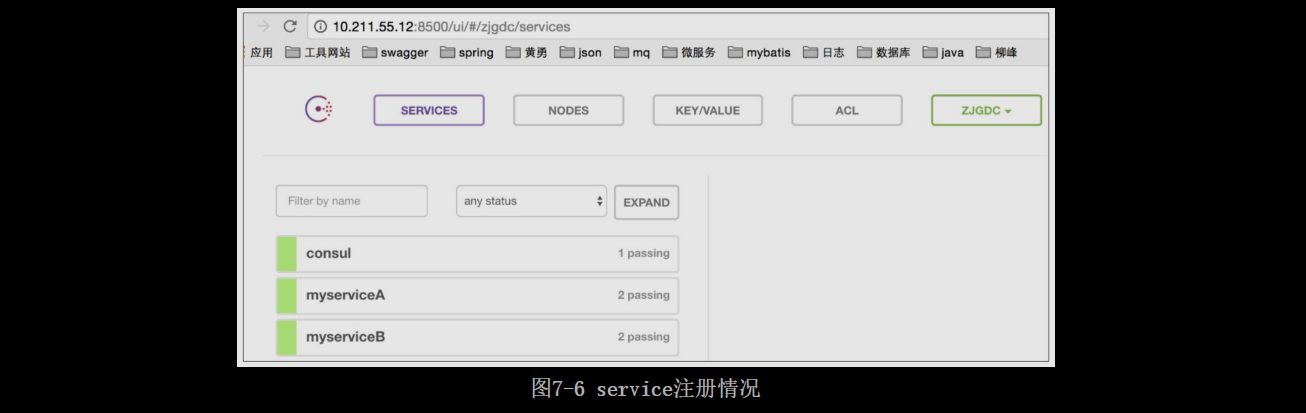 10.211.55.12:8500/ui/#/zjgdc/services
应用 工具网站 swagger spring 黄勇 json mq 微服务 mybatis 日志 数据库 java 柳峰
SERVICES NODES KEY/VALUE ACL ZJGDC
Filter by name any status EXPAND
consul 1 passing
myserviceA 2 passing
myserviceB 2 passing
图7-6 service注册情况